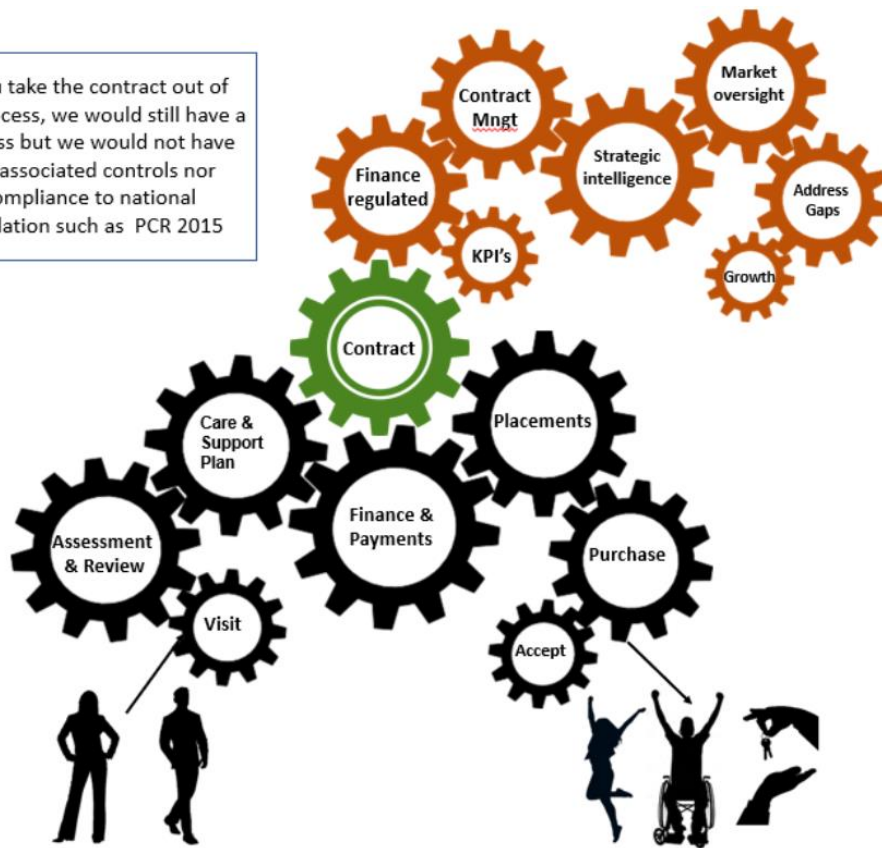 take the contract out of
cess, we would still have a
ss but we would not have
associated controls nor
ompliance to national
lation such as PCR 2015
Market
oversight
Contract
Mngt
Strategic
intelligence
Finance
regulated
Address
Gaps
KPI's
Growth
Contract
Care &
Support
Plan
Placements
Finance &
Payments
Assessment
& Review
Purchase
Visit
Accept